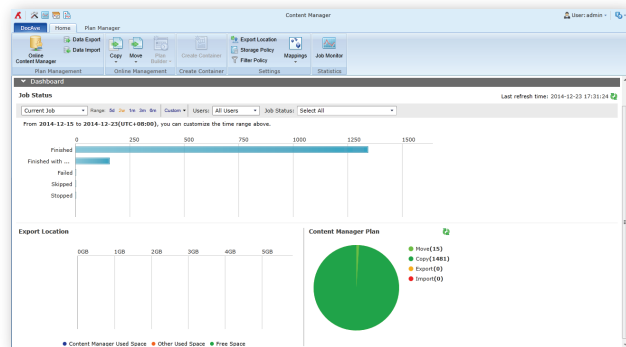 Content Manager
User: admin
DocAve Home Plan Manager
Online Content Manager
Data Export
Data Import
Copy
Move
Plan Builder
Create Container
Export Location
Storage Policy
Filter Policy
Mappings
Job Monitor
Plan Management Online Management Create Container Settings Statistics
Dashboard
Job Status Last refresh time: 2014-12-23 17:31:24
Current Job Range: 5d 2w 1m 3m 6m Custom Users: All Users Job Status: Select All
From 2014-12-15 to 2014-12-23(UTC+08:00), you can customize the time range above.
0 250 500 750 1000 1250 1500
Finished
Finished with ...
Failed
Skipped
Stopped
Export Location
0GB 1GB 2GB 3GB 4GB 5GB
Content Manager Used Space Other Used Space Free Space
Content Manager Plan
Move(15)
Copy(1481)
Export(0)
Import(0)